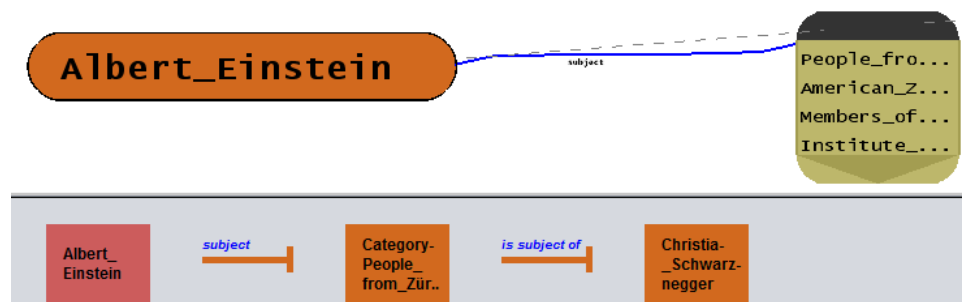 Albert_Einstein
subject
People_fro...
American_Z...
Members_of...
Institute_...
Albert_
Einstein
subject
Category-
People_
from_Zür..
is subject of
Christia-
_Schwarz-
negger